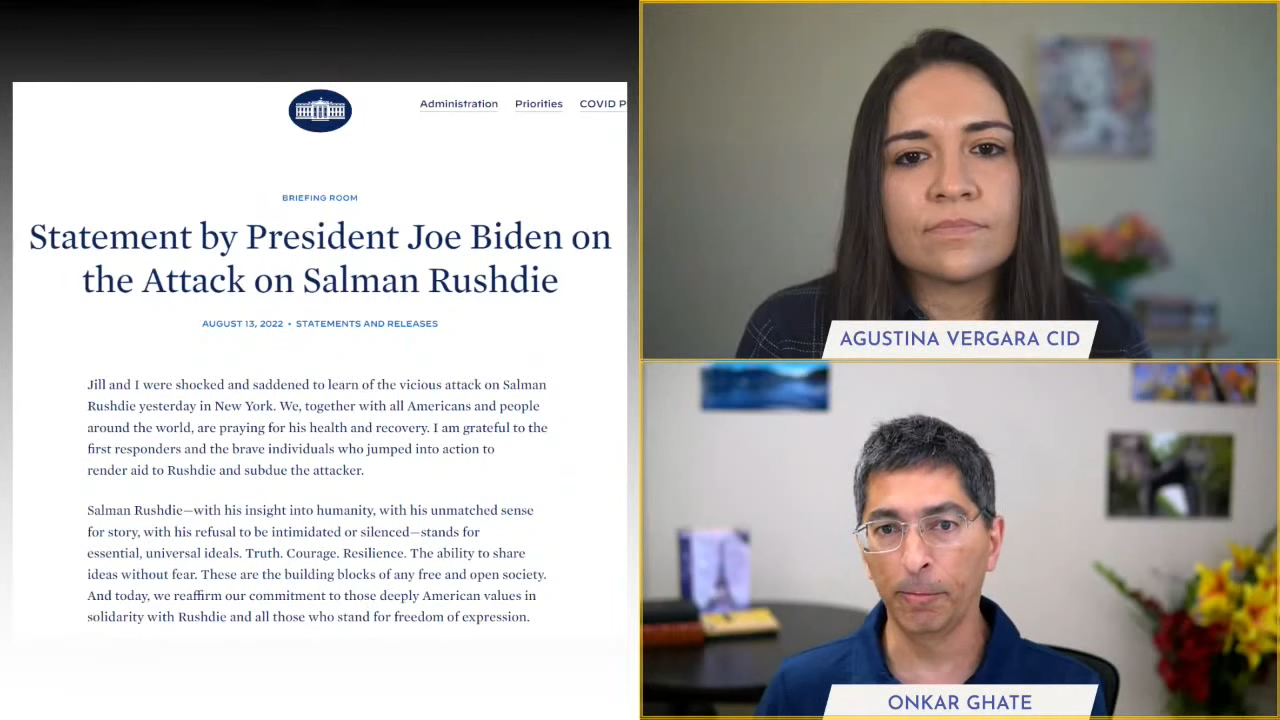 Administration Priorities COVID P
BRIEFING ROOM
Statement by President Joe Biden on
the Attack on Salman Rushdie
AUGUST 13, 2022 • STATEMENTS AND RELEASES
Jill and I were shocked and saddened to learn of the vicious attack on Salman
Rushdie yesterday in New York. We, together with all Americans and people
around the world, are praying for his health and recovery. I am grateful to the
first responders and the brave individuals who jumped into action to
render aid to Rushdie and subdue the attacker.
Salman Rushdie—with his insight into humanity, with his unmatched sense
for story, with his refusal to be intimidated or silenced—stands for
essential, universal ideals. Truth. Courage. Resilience. The ability to share
ideas without fear. These are the building blocks of any free and open society.
And today, we reaffirm our commitment to those deeply American values in
solidarity with Rushdie and all those who stand for freedom of expression.
AGUSTINA VERGARA CID
ONKAR GHATE